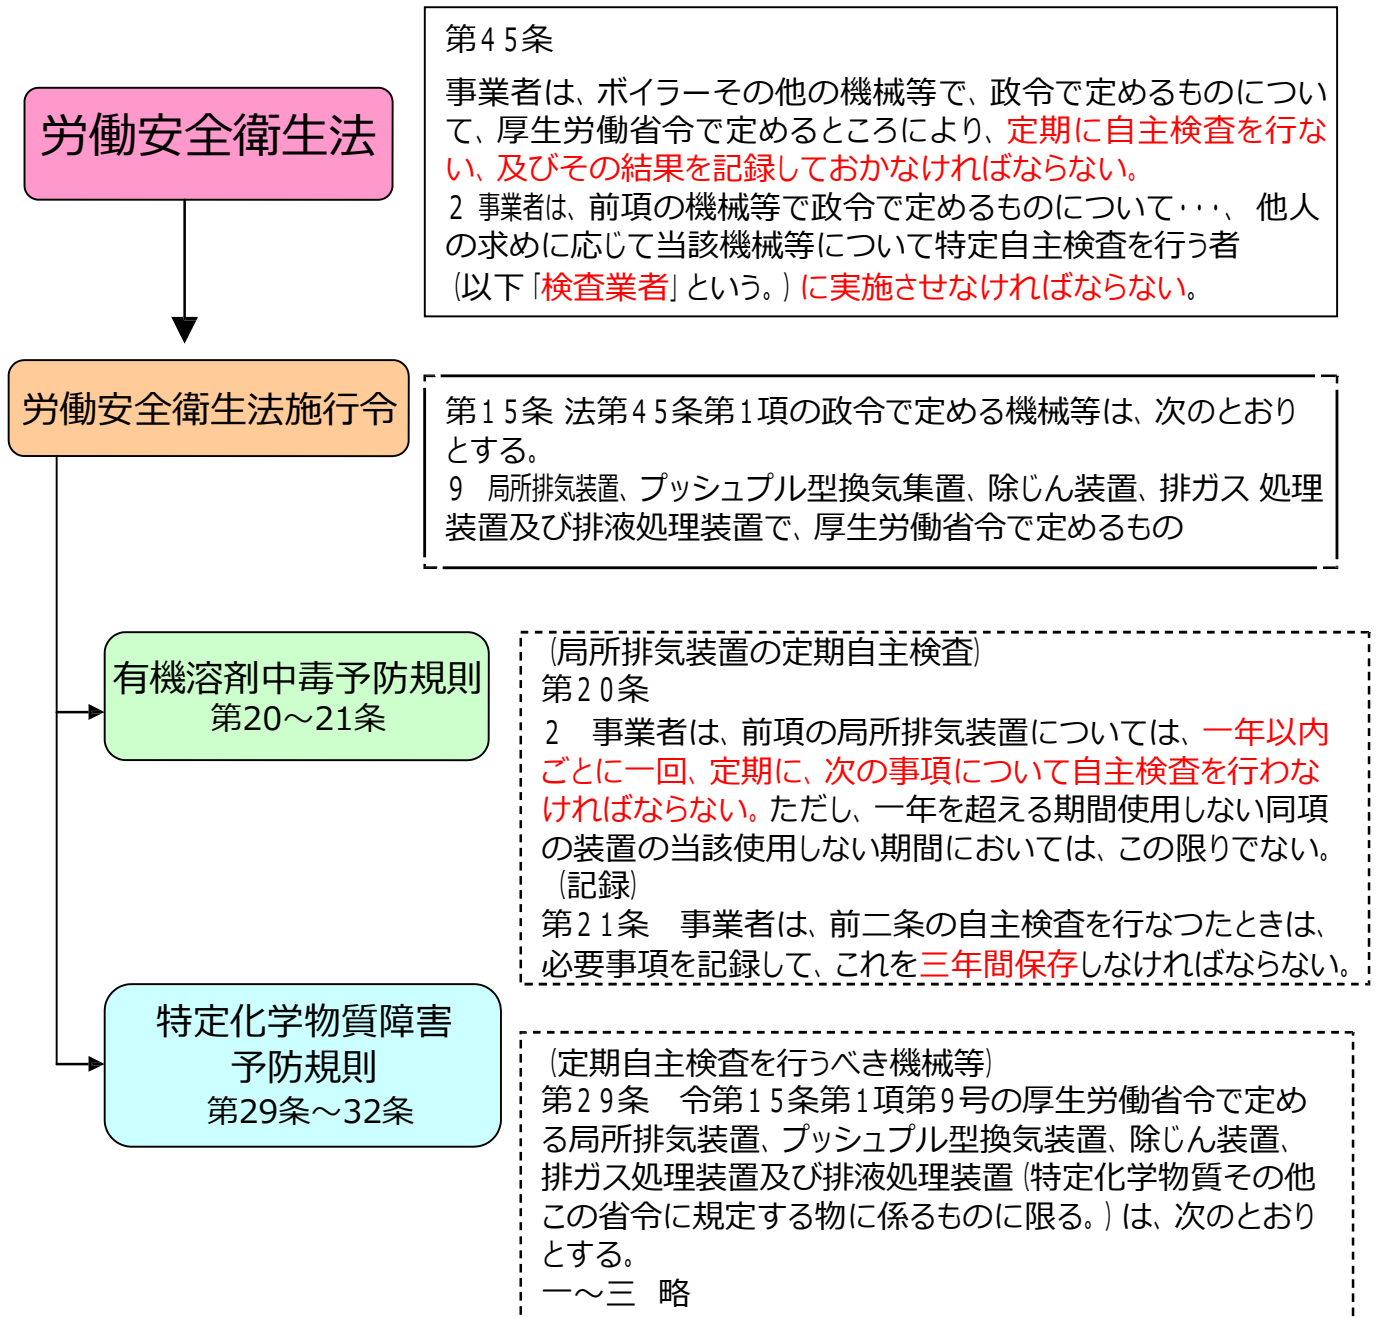 労働安全衛生法
第45条
事業者は、ボイラーその他の機械等で、政令で定めるものについ
て、厚生労働省令で定めるところにより、定期に自主検査を行な
い、及びその結果を記録しておかなければならない。
2 事業者は、前項の機械等で政令で定めるものについて・・・、 他人
の求めに応じて当該機械等について特定自主検査を行う者
(以下「検査業者」という。)に実施させなければならない。
労働安全衛生法施行令
第15条 法第45条第1項の政令で定める機械等は、次のとおり
とする。
9 局所排気装置、プッシュプル型換気集置、除じん装置、排ガス 処理
装置及び排液処理装置で、厚生労働省令で定めるもの
有機溶剤中毒予防規則
第20~21条
(局所排気装置の定期自主検査)
第20条
2 事業者は、前項の局所排気装置については、一年以内
ごとに一回、定期に、次の事項について自主検査を行わな
ければならない。ただし、一年を超える期間使用しない同項
の装置の当該使用しない期間においては、この限りでない。
(記録)
第21条 事業者は、前二条の自主検査を行なつたときは、
必要事項を記録して、これを三年間保存しなければならない。
特定化学物質障害
予防規則
第29条~32条
(定期自主検査を行うべき機械等)
第29条 令第15条第1項第9号の厚生労働省令で定め
る局所排気装置、プッシュプル型換気装置、除じん装置、
排ガス処理装置及び排液処理装置(特定化学物質その他
この省令に規定する物に係るものに限る。)は、次のとおり
とする。
一~三 略